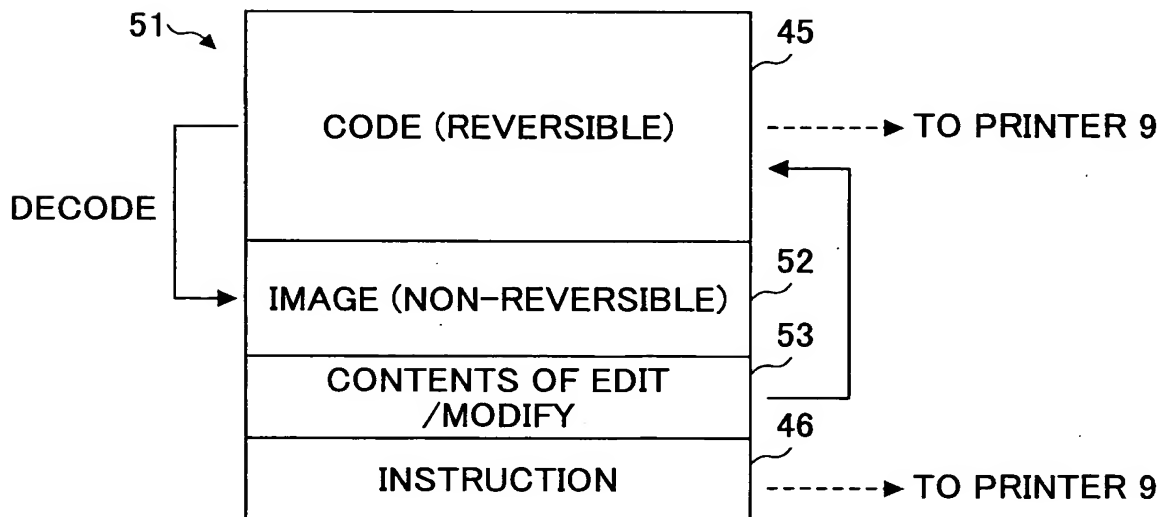 51
45
CODE (REVERSIBLE)
TO PRINTER 9
DECODE
52
IMAGE (NON-REVERSIBLE)
53
CONTENTS OF EDIT
/MODIFY
46
INSTRUCTION
TO PRINTER 9